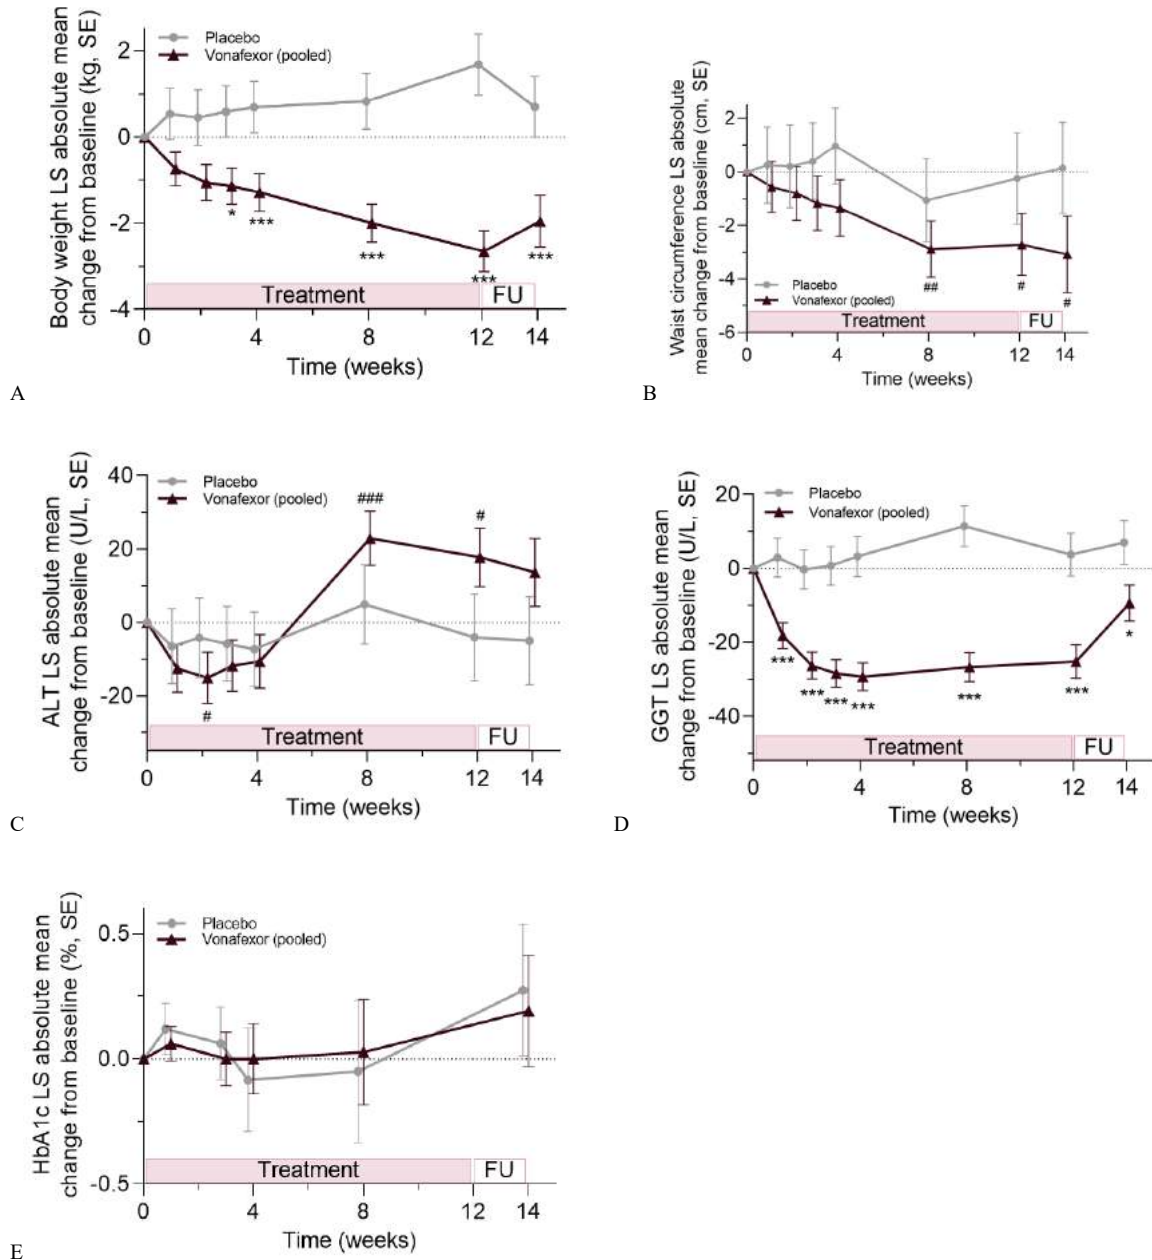 Body weight LS absolute mean
change from baseline (kg, SE)
Placebo
Vonafexor (pooled)
2
0
-2
-4
*
***
***
***
***
Treatment
FU
0
4
8
12
14
Time (weeks)
A
Waist circumference LS absolute
mean change from baseline (cm, SE)
2
0
-2
-4
-6
##
#
#
Placebo
Vonafexor (pooled)
Treatment
FU
0
4
8
12
14
Time (weeks)
B
ALT LS absolute mean
change from baseline (U/L, SE)
Placebo
Vonafexor (pooled)
40
20
0
-20
###
#
#
Treatment
FU
0
4
8
12
14
Time (weeks)
C
GGT LS absolute mean
change from baseline (U/L, SE)
Placebo
Vonafexor (pooled)
20
0
-20
-40
***
***
***
***
***
***
*
Treatment
FU
0
4
8
12
14
Time (weeks)
D
HbA1c LS absolute mean
change from baseline (%, SE)
Placebo
Vonafexor (pooled)
0.5
0.0
-0.5
Treatment
FU
0
4
8
12
14
Time (weeks)
E